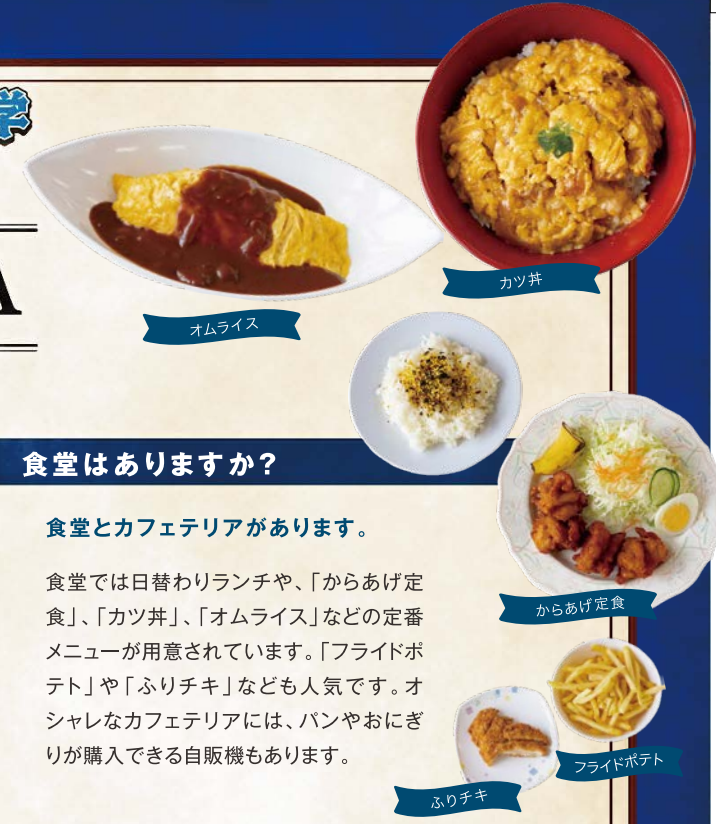 学
A
カツ丼
オムライス
食堂はありますか?
食堂とカフェテリアがあります。
食堂では日替わりランチや、「からあげ定
食」、「カツ丼」、「オムライス」などの定番
メニューが用意されています。「フライドポ
テト」や「ふりチキ」なども人気です。オ
シャレなカフェテリアには、パンやおにぎ
りが購入できる自販機もあります。
からあげ定食
フライドポテト
ふりチキ